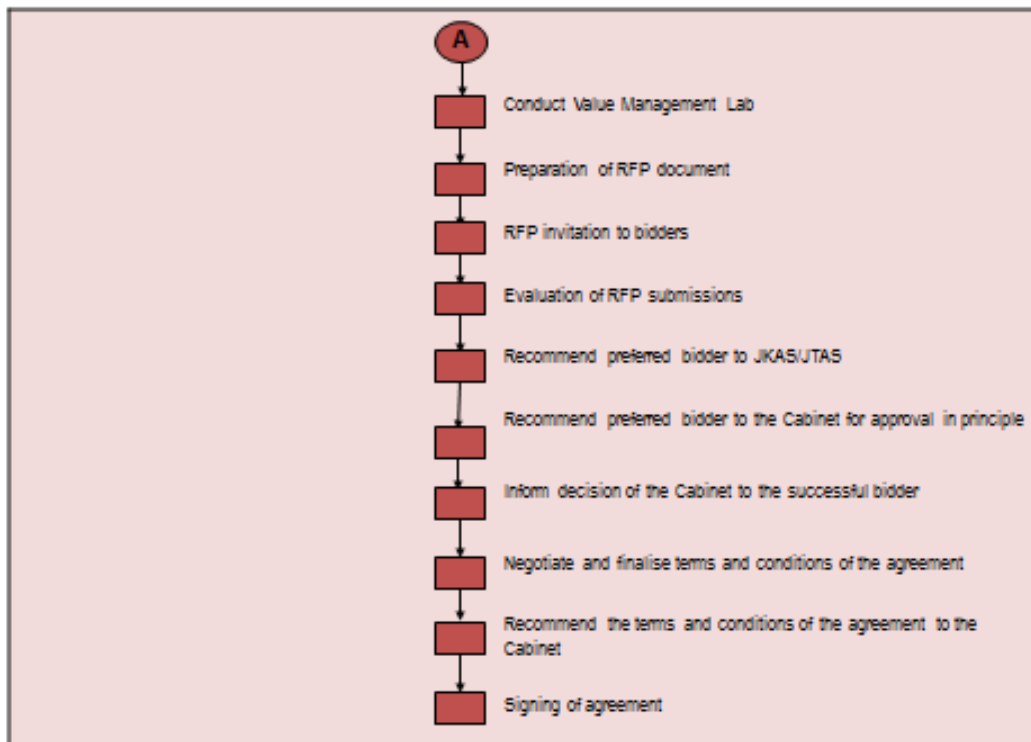 A
Conduct Value Management Lab
Preparation of RFP document
RFP invitation to bidders
Evaluation of RFP submissions
Recommend preferred bidder to JKAS/JTAS
Recommend preferred bidder to the Cabinet for approval in principle
Inform decision of the Cabinet to the successful bidder
Negotiate and finalise terms and conditions of the agreement
Recommend the terms and conditions of the agreement to the
Cabinet
Signing of agreement